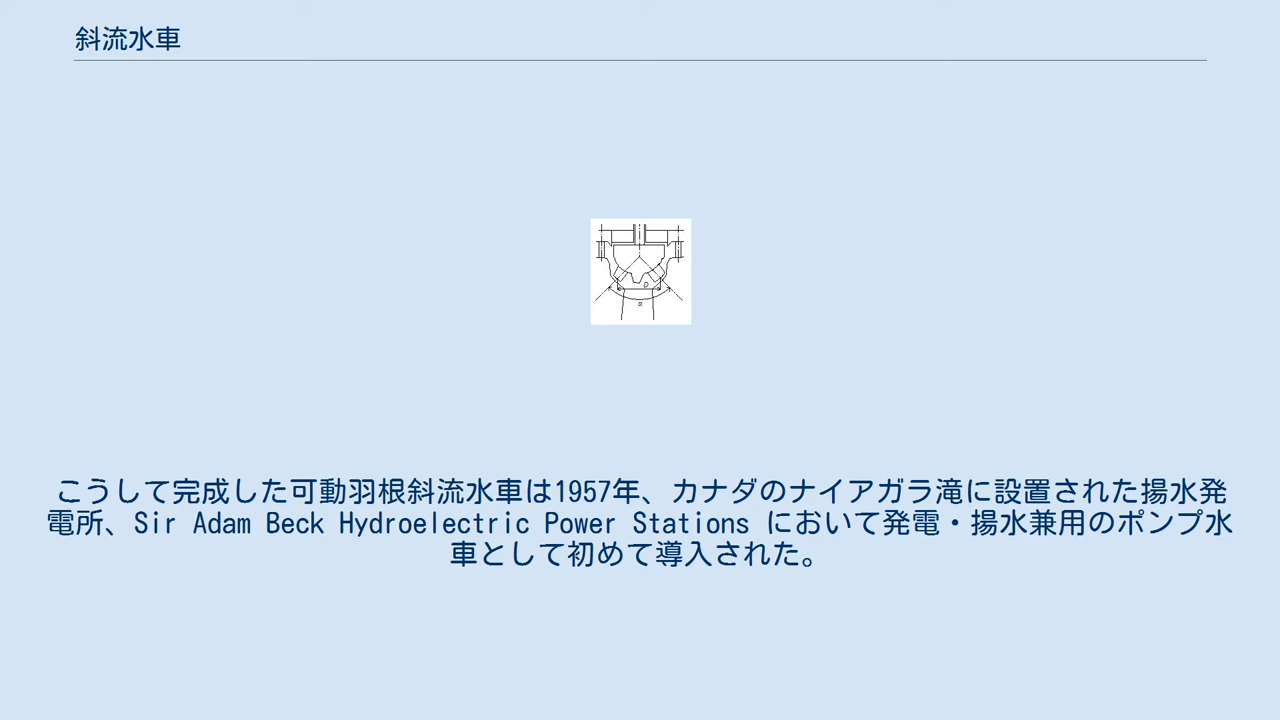 斜流水車
D
α
こうして完成した可動羽根斜流水車は1957年、カナダのナイアガラ滝に設置された揚水発
電所、Sir Adam Beck Hydroelectric Power Stations において発電・揚水兼用のポンプ水
車として初めて導入された。